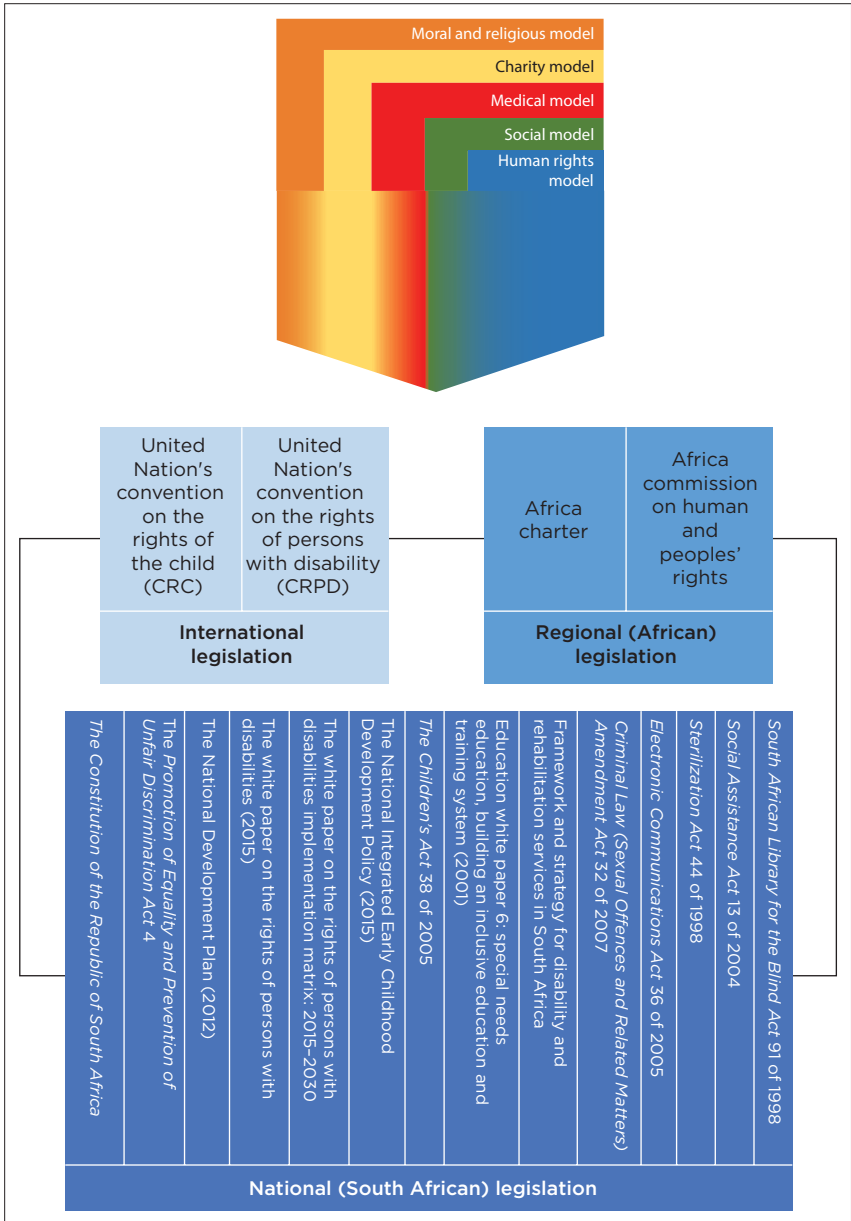 Moral and religious model
Charity model
Medical model
Social model
Human rights
model
United
Nation's
convention
on the
rights of
the child
(CRC)
United
Nation's
convention
on the rights
of persons
with disability
(CRPD)
International
legislation
Africa
charter
Africa
commission
on human
and
peoples'
rights
Regional (African)
legislation
The Constitution of the Republic of South Africa
The Promotion of Equality and Prevention of
Unfair Discrimination Act 4
The National Development Plan (2012)
The white paper on the rights of persons with
disabilities (2015)
The white paper on the rights of persons with
disabilities implementation matrix: 2015–2030
The National Integrated Early Childhood
Development Policy (2015)
The Children's Act 38 of 2005
Education white paper 6: special needs
education, building an inclusive education and
training system (2001)
Framework and strategy for disability and
rehabilitation services in South Africa
Criminal Law (Sexual Offences and Related Matters)
Amendment Act 32 of 2007
Electronic Communications Act 36 of 2005
Sterilization Act 44 of 1998
Social Assistance Act 13 of 2004
South African Library for the Blind Act 91 of 1998
National (South African) legislation